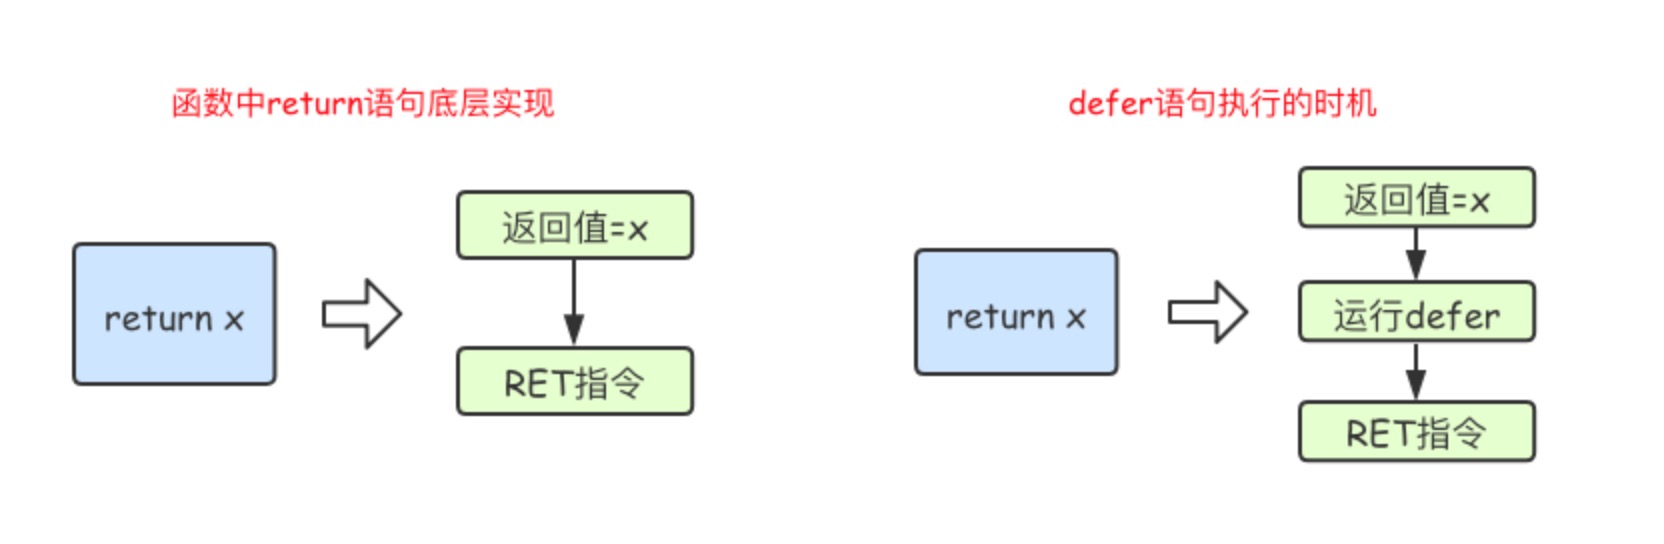 函数中return语句底层实现
return x
返回值=x
RET指令
defer语句执行的时机
return x
返回值=x
运行defer
RET指令